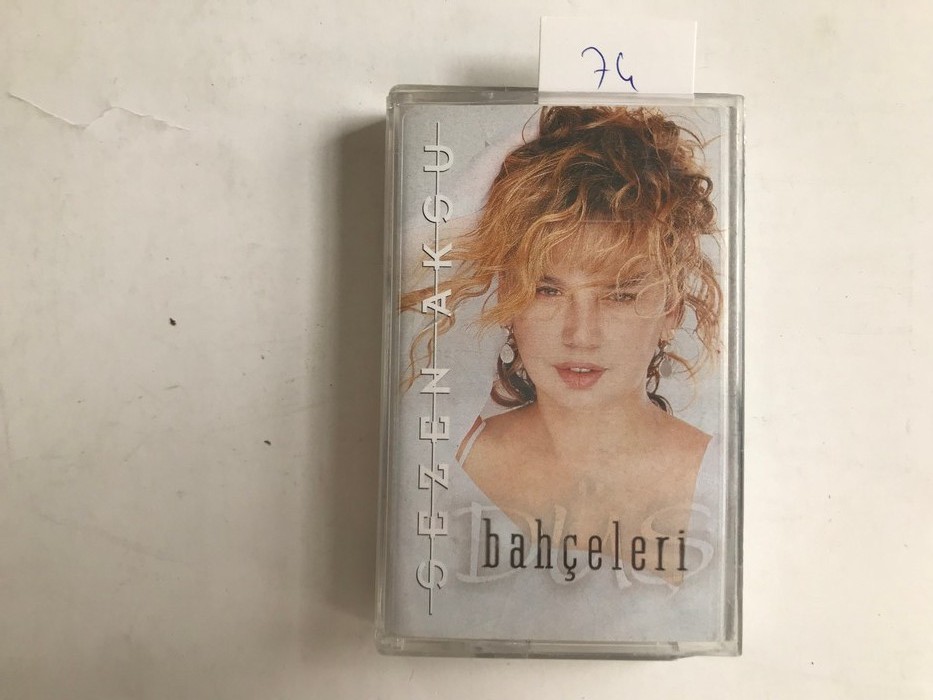 74
SEZEN AKSU
DÜŞ
bahçeleri